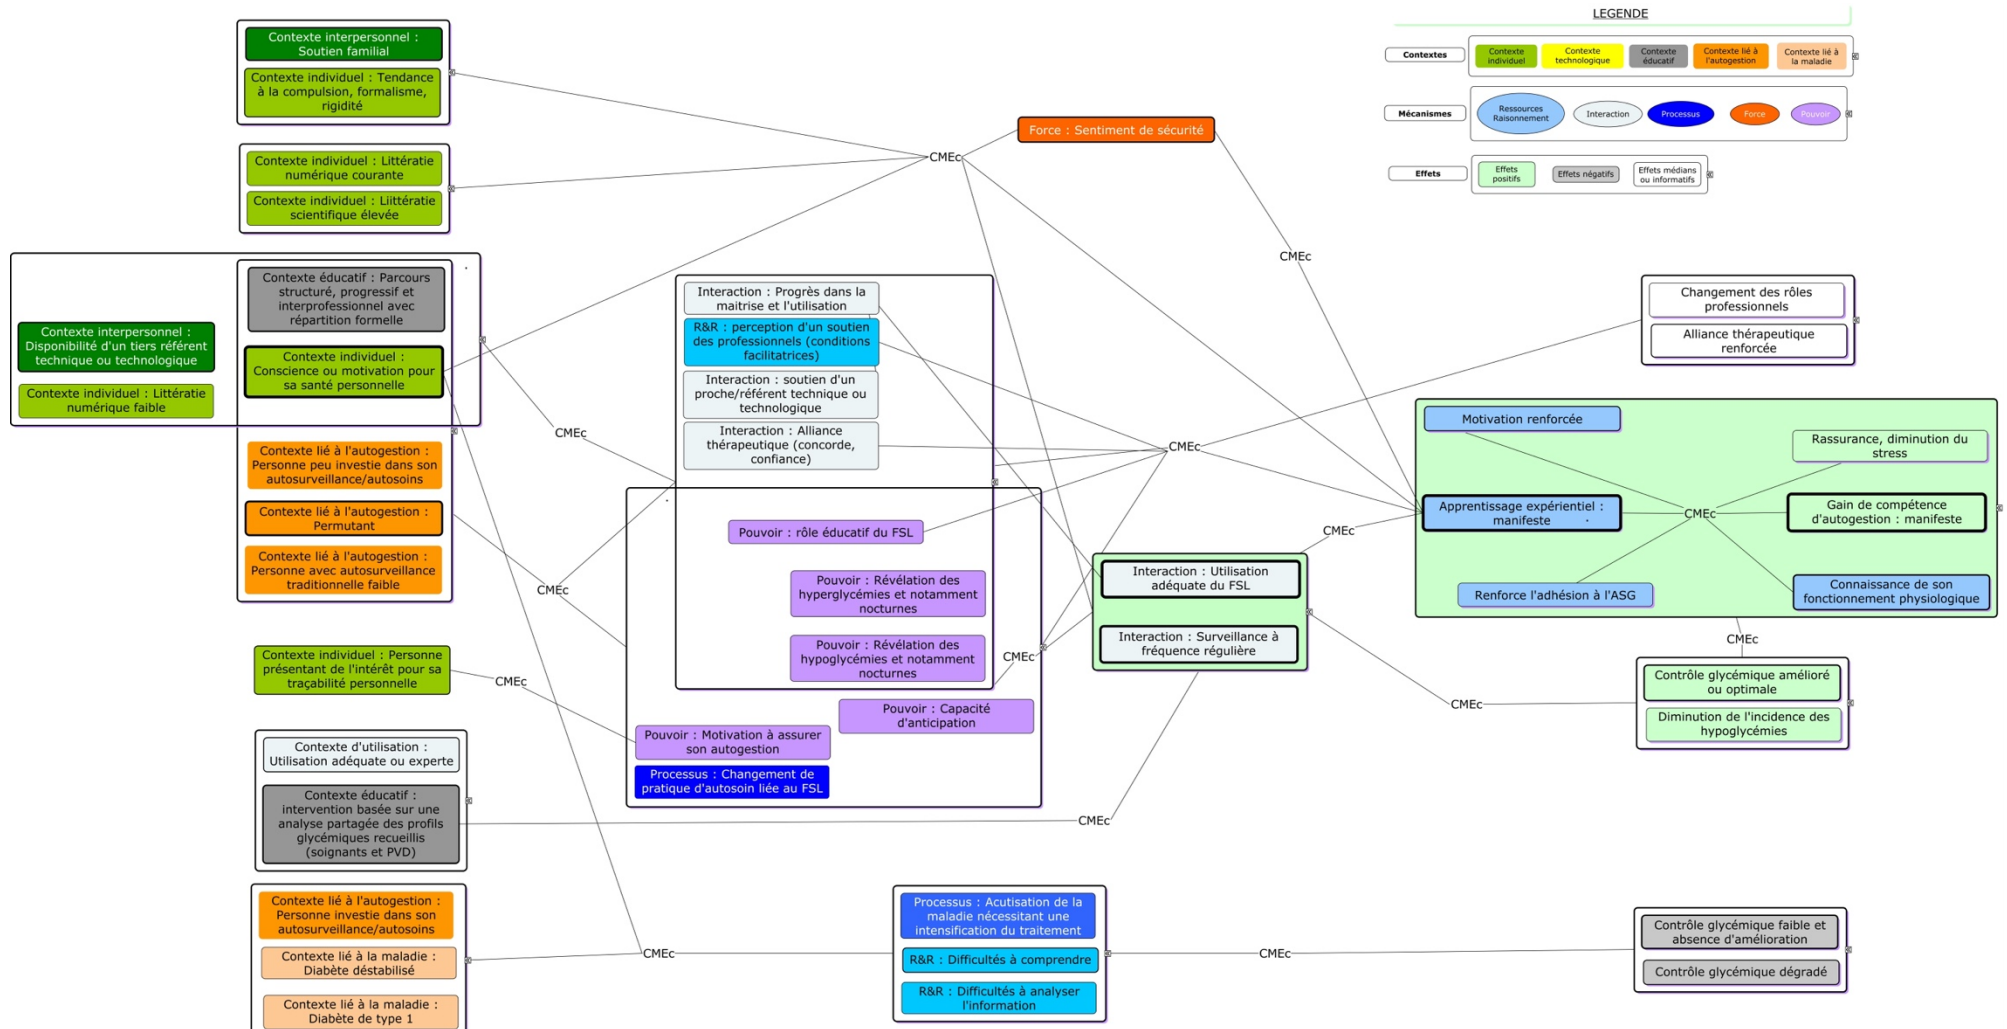 LEGENDE
Contextes
Contexte
individuel
Contexte
technologique
Contexte
éducatif
Contexte lié à
l'autogestion
Contexte lié à
la maladie
Mécanismes
Ressources
Raisonnement
Interaction
Processus
Force
Pouvoir
Effets
Effets
positifs
Effets négatifs
Effets médians
ou informatifs
Contexte interpersonnel :
Soutien familial
Contexte individuel : Tendance
à la compulsion, formalisme,
rigidité
Contexte individuel : Littératie
numérique courante
Contexte individuel : Liittératie
scientifique élevée
CMEc
Force : Sentiment de sécurité
CMEc
Contexte interpersonnel :
Disponibilité d'un tiers référent
technique ou technologique
Contexte individuel : Littératie
numérique faible
Contexte éducatif : Parcours
structuré, progressif et
interprofessionnel avec
répartition formelle
Contexte individuel :
Conscience ou motivation pour
sa santé personnelle
Contexte lié à l'autogestion :
Personne peu investie dans son
autosurveillance/autosoins
Contexte lié à l'autogestion :
Permutant
Contexte lié à l'autogestion :
Personne avec autosurveillance
traditionnelle faible
CMEc
CMEc
Interaction : Progrès dans la
maitrise et l'utilisation
R&R : perception d'un soutien
des professionnels (conditions
facilitatrices)
Interaction : soutien d'un
proche/référent technique ou
technologique
Interaction : Alliance
thérapeutique (concorde,
confiance)
Pouvoir : rôle éducatif du FSL
Pouvoir : Révélation des
hyperglycémies et notamment
nocturnes
Pouvoir : Révélation des
hypoglycémies et notamment
nocturnes
Pouvoir : Capacité
d'anticipation
Pouvoir : Motivation à assurer
son autogestion
Processus : Changement de
pratique d'autosoin liée au FSL
CMEc
CMEc
CMEc
Interaction : Utilisation
adéquate du FSL
Interaction : Surveillance à
fréquence régulière
Changement des rôles
professionnels
Alliance thérapeutique
renforcée
Motivation renforcée
Rassurance, diminution du
stress
Apprentissage expérientiel :
manifeste
CMEc
Gain de compétence
d'autogestion : manifeste
Renforce l'adhésion à l'ASG
Connaissance de son
fonctionnement physiologique
CMEc
CMEc
Contrôle glycémique amélioré
ou optimale
Diminution de l'incidence des
hypoglycémies
Contexte individuel : Personne
présentant de l'intérêt pour sa
traçabilité personnelle
CMEc
Contexte d'utilisation :
Utilisation adéquate ou experte
Contexte éducatif :
intervention basée sur une
analyse partagée des profils
glycémiques recueillis
(soignants et PVD)
CMEc
Contexte lié à l'autogestion :
Personne investie dans son
autosurveillance/autosoins
Contexte lié à la maladie :
Diabète déstabilisé
Contexte lié à la maladie :
Diabète de type 1
CMEc
Processus : Acutisation de la
maladie nécessitant une
intensification du traitement
R&R : Difficultés à comprendre
R&R : Difficultés à analyser
l'information
CMEc
Contrôle glycémique faible et
absence d'amélioration
Contrôle glycémique dégradé